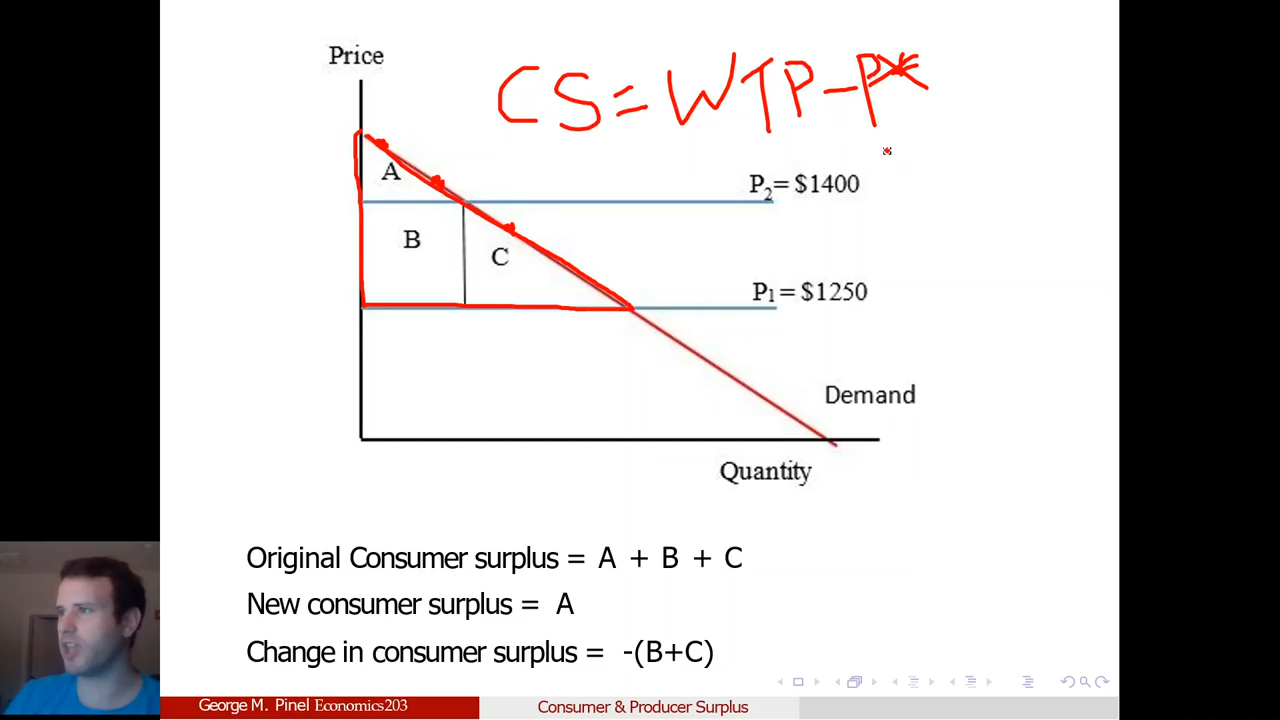 Price
CS = WTP - P*
A
P2 = $1400
B
C
P1 = $1250
Demand
Quantity
Original Consumer surplus = A + B + C
New consumer surplus = A
Change in consumer surplus = -(B+C)
George M. Pinel Economics203
Consumer & Producer Surplus